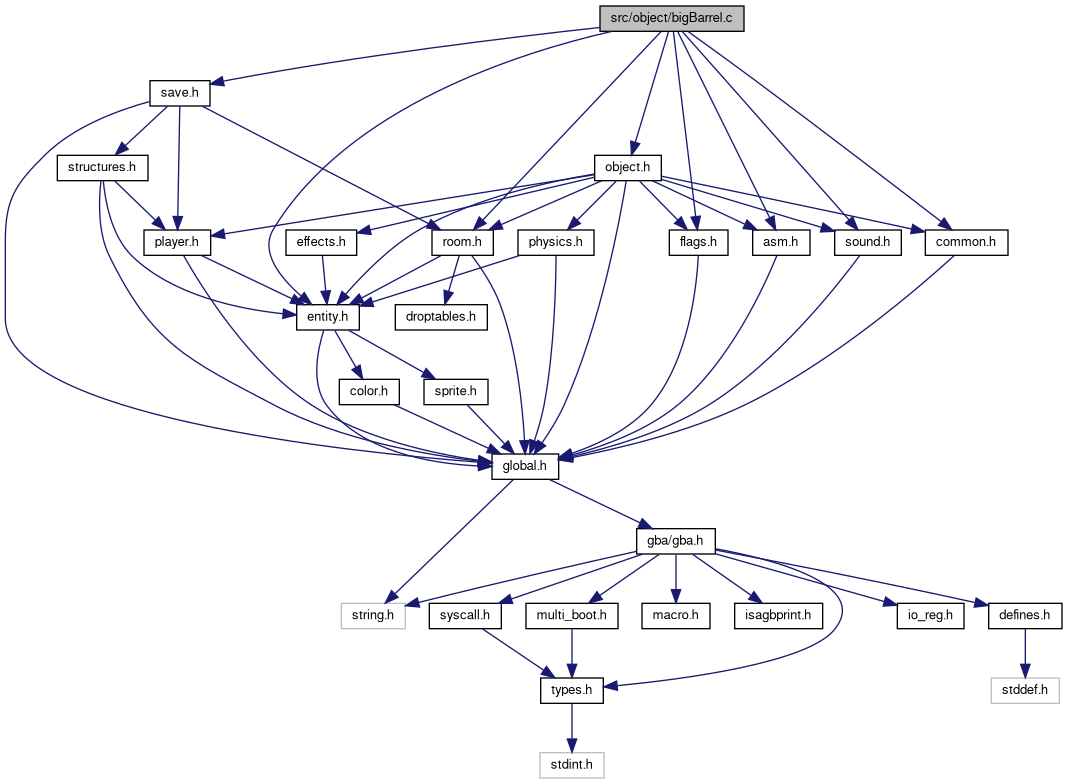 src/object/bigBarrel.c
save.h
structures.h
object.h
player.h
effects.h
room.h
physics.h
flags.h
asm.h
sound.h
common.h
entity.h
droptables.h
color.h
sprite.h
global.h
gba/gba.h
string.h
syscall.h
multi_boot.h
macro.h
isagbprint.h
io_reg.h
defines.h
types.h
stddef.h
stdint.h